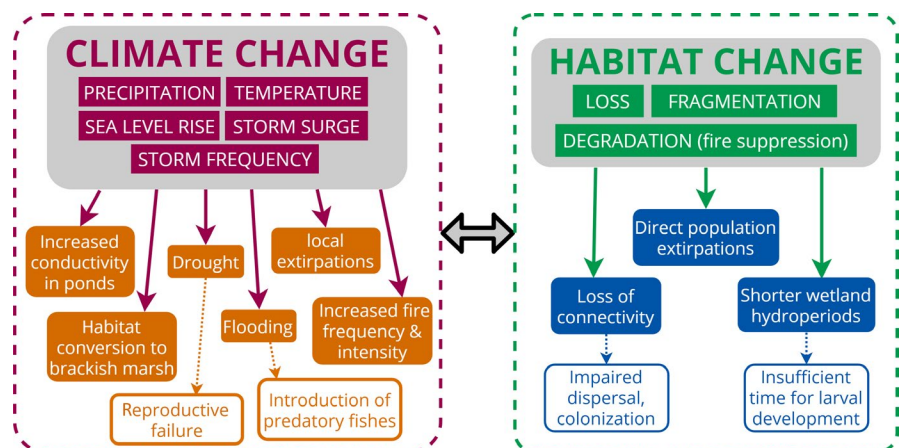 CLIMATE CHANGE
PRECIPITATION
TEMPERATURE
SEA LEVEL RISE
STORM SURGE
STORM FREQUENCY
Increased
conductivity
in ponds
Habitat
conversion to
brackish marsh
Drought
Reproductive
failure
Flooding
Introduction of
predatory fishes
local
extirpations
Increased fire
frequency &
intensity
HABITAT CHANGE
LOSS
FRAGMENTATION
DEGRADATION (fire suppression)
Loss of
connectivity
Impaired
dispersal,
colonization
Direct population
extirpations
Shorter wetland
hydroperiods
Insufficient
time for larval
development